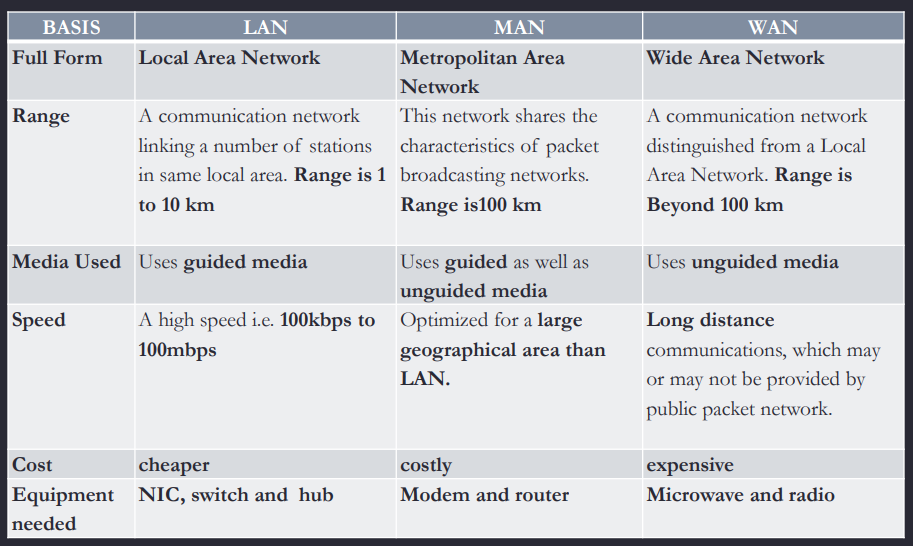 BASIS LAN MAN WAN
Full Form
Local Area Network
Metropolitan Area
Network
Wide Area Network
Range
A communication network
linking a number of stations
in same local area. Range is 1
to 10 km
This network shares the
characteristics of packet
broadcasting networks.
Range is100 km
A communication network
distinguished from a Local
Area Network. Range is
Beyond 100 km
Media Used
Uses guided media
Uses guided as well as
unguided media
Uses unguided media
Speed
A high speed i.e. 100kbps to
100mbps
Optimized for a large
geographical area than
LAN.
Long distance
communications, which may
or may not be provided by
public packet network.
Cost
cheaper
costly
expensive
Equipment
needed
NIC, switch and hub
Modem and router
Microwave and radio